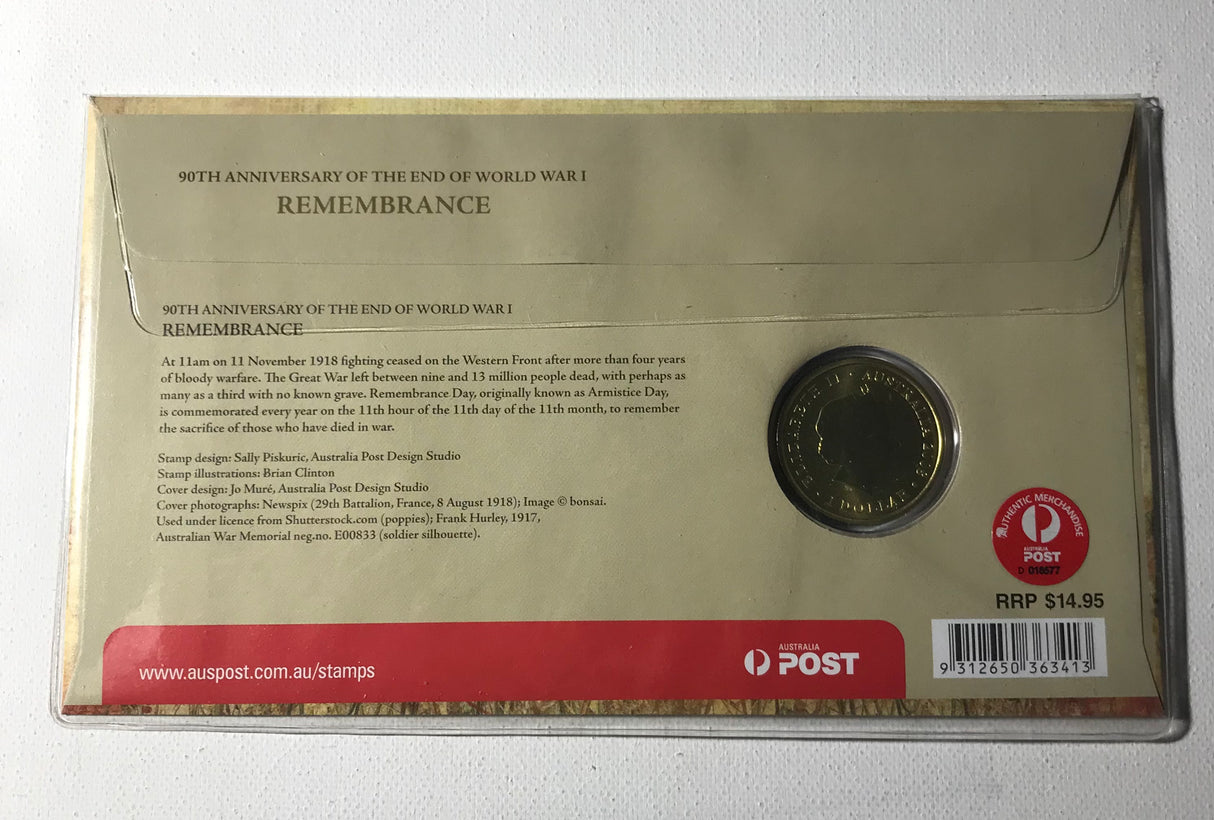 90TH ANNIVERSARY OF THE END OF WORLD WAR I
REMEMBRANCE
90TH ANNIVERSARY OF THE END OF WORLD WAR I
REMEMBRANCE
At 11am on 11 November 1918 fighting ceased on the Western Front after more than four years
of bloody warfare. The Great War left between nine and 13 million people dead, with perhaps as
many as a third with no known grave. Remembrance Day, originally known as Armistice Day,
is commemorated every year on the 11th hour of the 11th day of the 11th month, to remember
the sacrifice of those who have died in war.
Stamp design: Sally Piskuric, Australia Post Design Studio
Stamp illustrations: Brian Clinton
Cover design: Jo Muré, Australia Post Design Studio
Cover photographs: Newspix (29th Battalion, France, 8 August 1918); Image © bonsai.
Used under licence from Shutterstock.com (poppies); Frank Hurley, 1917,
Australian War Memorial neg.no. E00833 (soldier silhouette).
ELIZABETH II · AUSTRALIA 2008 · 1 DOLLAR ·
AUTHENTIC MERCHANDISE
AUSTRALIA
POST
D 018577
RRP $14.95
9 312650 363413
www.auspost.com.au/stamps
AUSTRALIA
POST